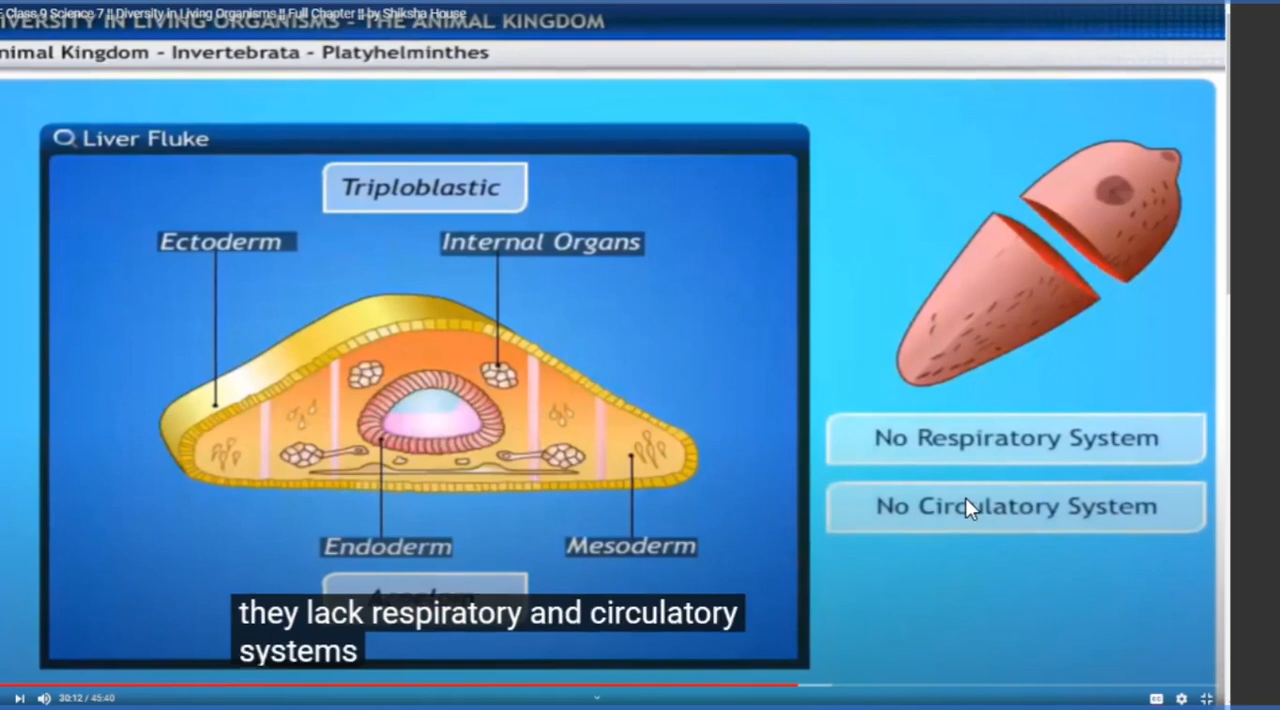 Class 9 Science 7 || Diversity in Living Organisms || Full Chapter || by Shiksha House
IVERSITY IN LIVING ORGANISMS - THE ANIMAL KINGDOM
nimal Kingdom - Invertebrata - Platyhelminthes
Liver Fluke
Triploblastic
Ectoderm
Internal Organs
No Respiratory System
No Circulatory System
Endoderm
Mesoderm
they lack respiratory and circulatory
systems
30:12 / 45:40